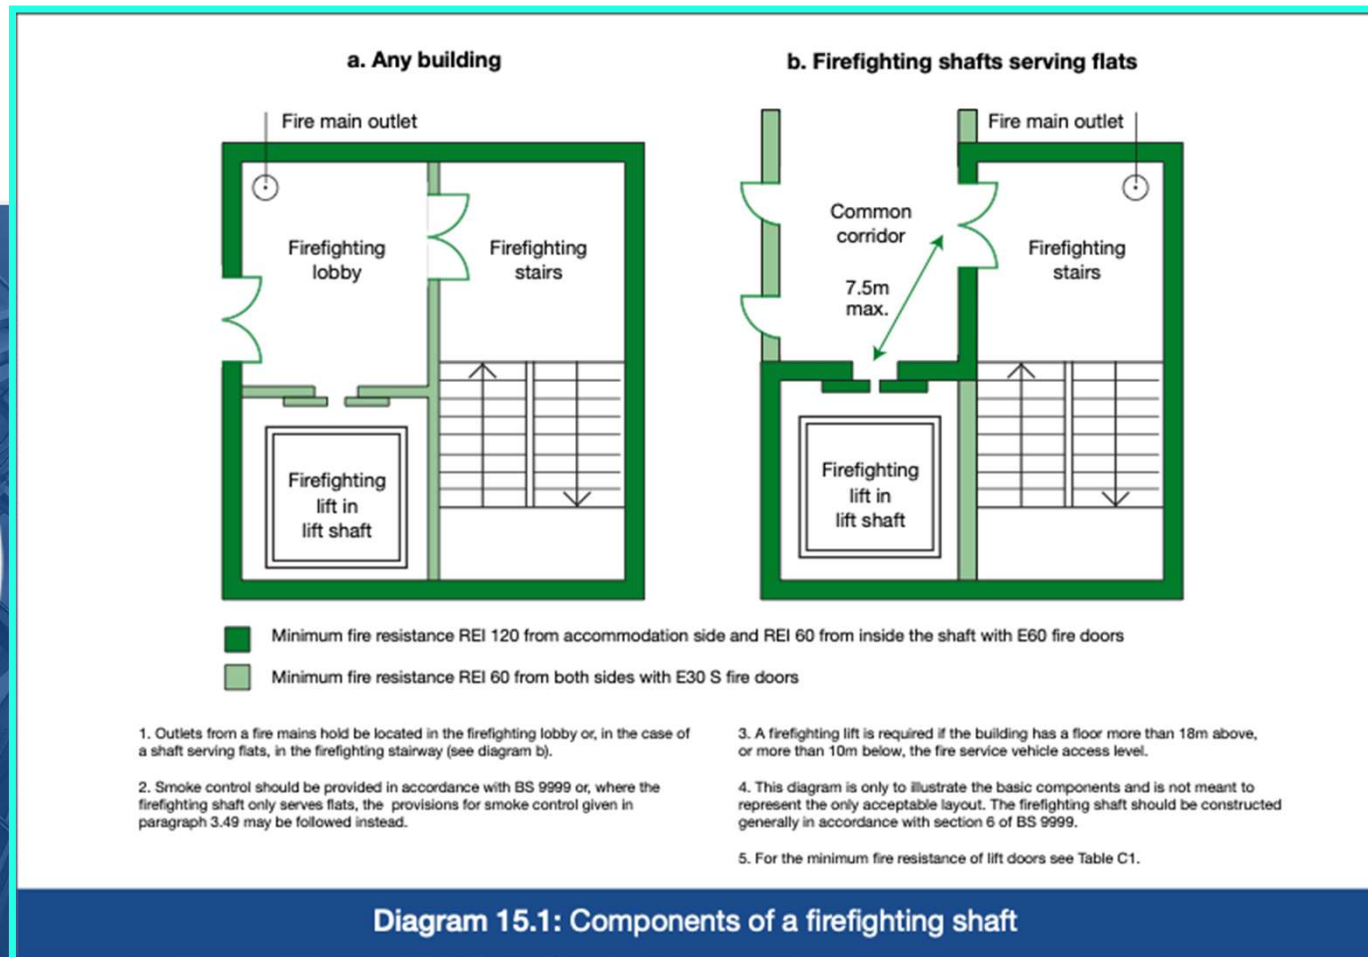 a. Any building
Fire main outlet
Firefighting
lobby
Firefighting
stairs
Firefighting
lift in
lift shaft
b. Firefighting shafts serving flats
Fire main outlet
Common
corridor
7.5m
max.
Firefighting
stairs
Firefighting
lift in
lift shaft
Minimum fire resistance REI 120 from accommodation side and REI 60 from inside the shaft with E60 fire doors
Minimum fire resistance REI 60 from both sides with E30 S fire doors
1. Outlets from a fire mains hold be located in the firefighting lobby or, in the case of
a shaft serving flats, in the firefighting stairway (see diagram b).
2. Smoke control should be provided in accordance with BS 9999 or, where the
firefighting shaft only serves flats, the provisions for smoke control given in
paragraph 3.49 may be followed instead.
3. A firefighting lift is required if the building has a floor more than 18m above,
or more than 10m below, the fire service vehicle access level.
4. This diagram is only to illustrate the basic components and is not meant to
represent the only acceptable layout. The firefighting shaft should be constructed
generally in accordance with section 6 of BS 9999.
5. For the minimum fire resistance of lift doors see Table C1.
Diagram 15.1: Components of a firefighting shaft